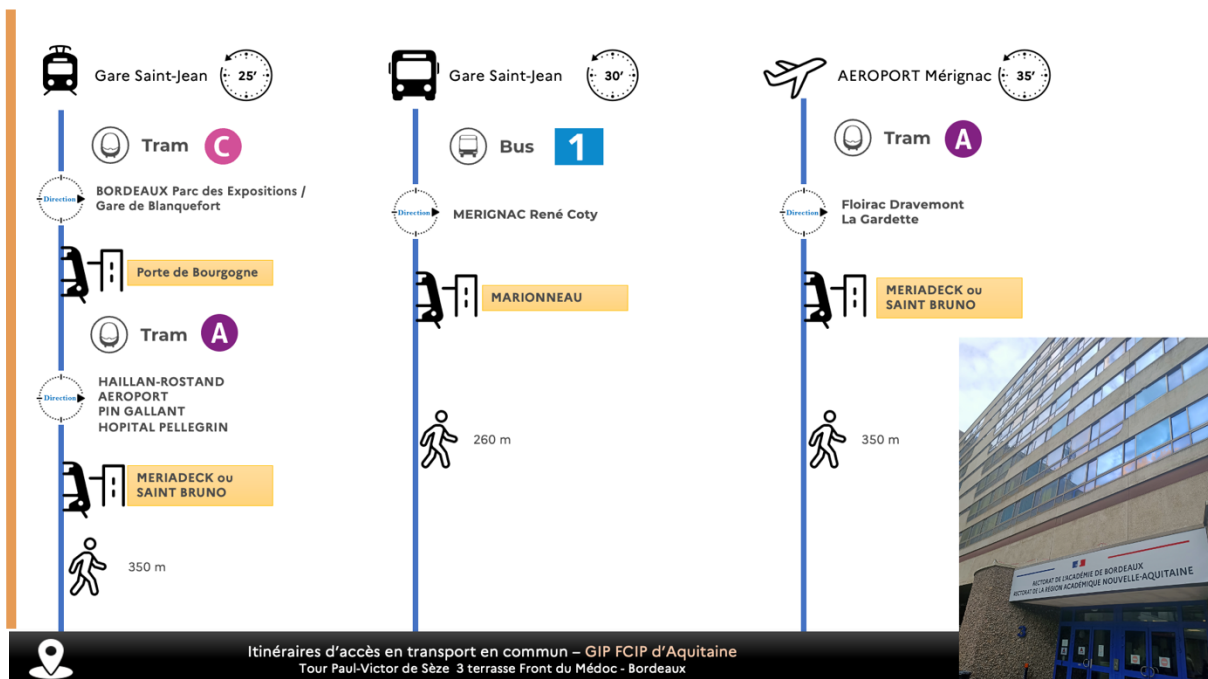 Gare Saint-Jean 25'
Tram C
Direction
BORDEAUX Parc des Expositions /
Gare de Blanquefort
Porte de Bourgogne
Tram A
Direction
HAILLAN-ROSTAND
AEROPORT
PIN GALLANT
HOPITAL PELLEGRIN
MERIADECK ou
SAINT BRUNO
350 m
Gare Saint-Jean 30'
Bus 1
Direction
MERIGNAC René Coty
MARIONNEAU
260 m
AEROPORT Mérignac 35'
Tram A
Direction
Floirac Dravemont
La Gardette
MERIADECK ou
SAINT BRUNO
350 m
RECTORAT DE L'ACADÉMIE DE BORDEAUX
RECTORAT DE LA RÉGION ACADÉMIQUE NOUVELLE-AQUITAINE
Itinéraires d'accès en transport en commun – GIP FCIP d'Aquitaine
Tour Paul-Victor de Sèze 3 terrasse Front du Médoc - Bordeaux